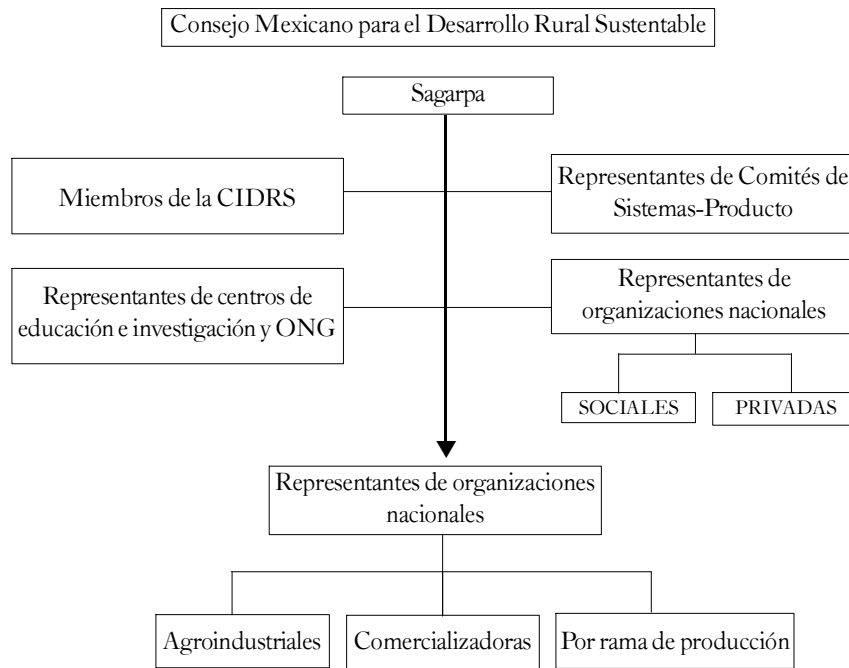 Consejo Mexicano para el Desarrollo Rural Sustentable
Sagarpa
Miembros de la CIDRS
Representantes de Comités de
Sistemas-Producto
Representantes de centros de
educación e investigación y ONG
Representantes de
organizaciones nacionales
SOCIALES
PRIVADAS
Representantes de organizaciones
nacionales
Agroindustriales
Comercializadoras
Por rama de producción